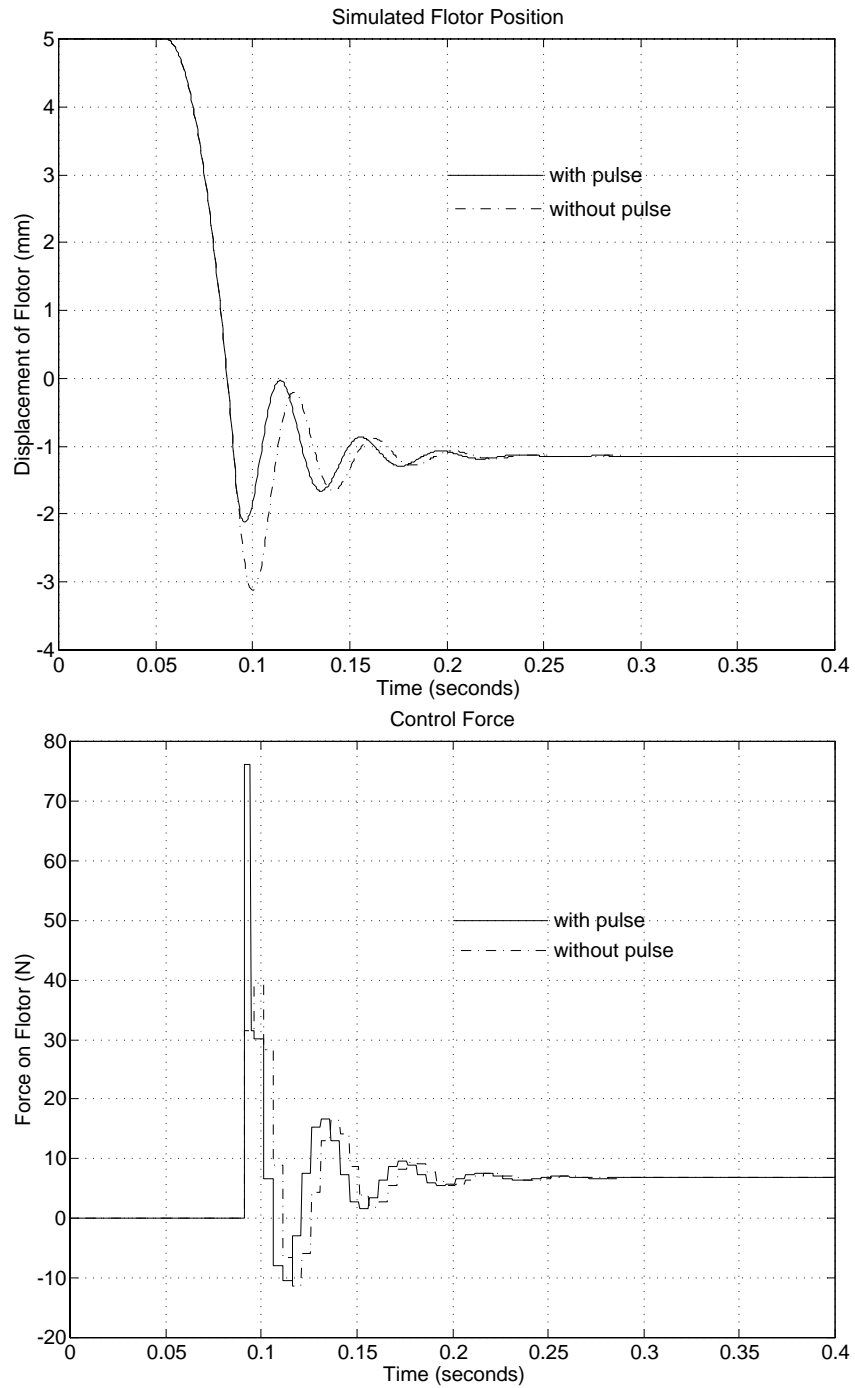 Simulated Flotor Position
5
4
3
2
1
0
-1
-2
-3
-4
Displacement of Flotor (mm)
with pulse
without pulse
0 0.05 0.1 0.15 0.2 0.25 0.3 0.35 0.4
Time (seconds)
Control Force
80
70
60
50
40
30
20
10
0
-10
-20
Force on Flotor (N)
with pulse
without pulse
0 0.05 0.1 0.15 0.2 0.25 0.3 0.35 0.4
Time (seconds)